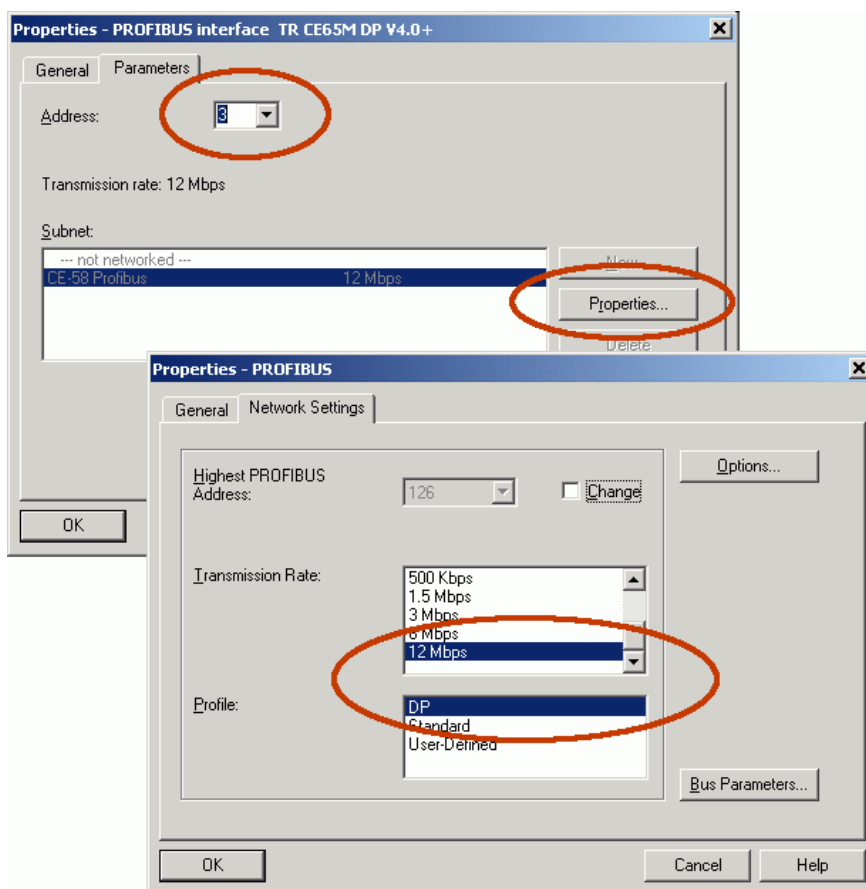 Properties - PROFIBUS interface TR CE65M DP V4.0+
General Parameters
Address: 3
Transmission rate: 12 Mbps
Subnet:
--- not networked ---
CE-58 Profibus 12 Mbps
New...
Properties...
Delete
OK
Properties - PROFIBUS
General Network Settings
Highest PROFIBUS
Address: 126 Change
Options...
Transmission Rate: 500 Kbps
1.5 Mbps
3 Mbps
6 Mbps
12 Mbps
Profile: DP
Standard
User-Defined
Bus Parameters...
OK Cancel Help